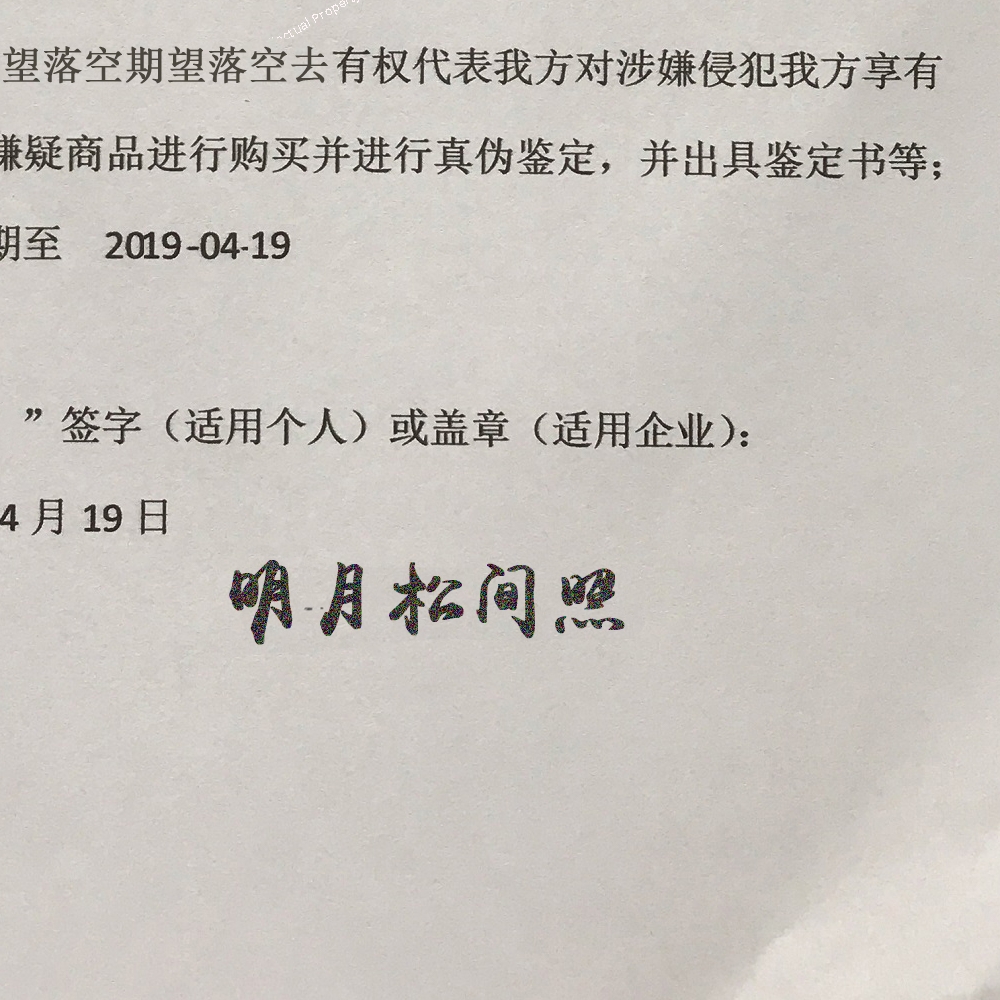 ctual Property
望落空期望落空去有权代表我方对涉嫌侵犯我方享有
嫌疑商品进行购买并进行真伪鉴定，并出具鉴定书等；
期至 2019-04-19
”签字（适用个人）或盖章（适用企业）：
4 月 19 日
明月松间照